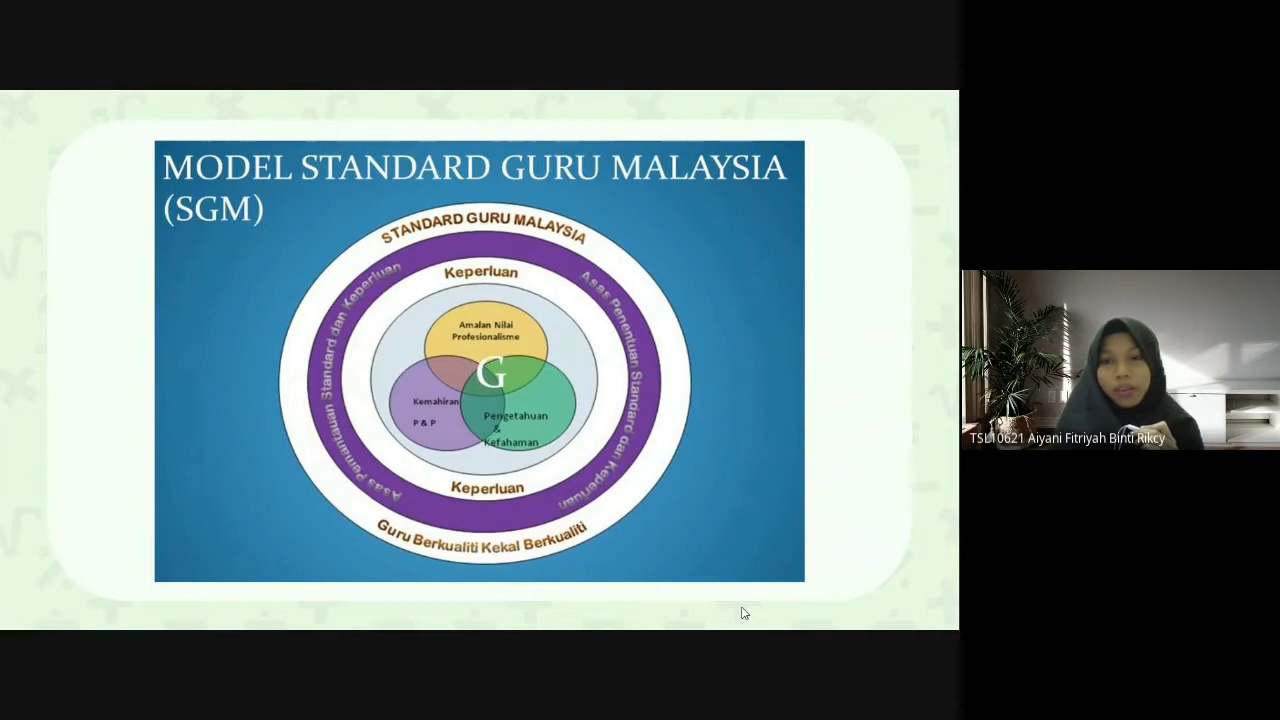 MODEL STANDARD GURU MALAYSIA
(SGM)
STANDARD GURU MALAYSIA
Asas Pemantauan Standard dan Keperluan
Keperluan
Asas Penentuan Standard dan Keperluan
Amalan Nilai
Profesionalisme
G
Kemahiran
P & P
Pengetahuan
&
Kefahaman
Keperluan
Guru Berkualiti Kekal Berkualiti
TSL10621 Aiyani Fitriyah Binti Rikcy